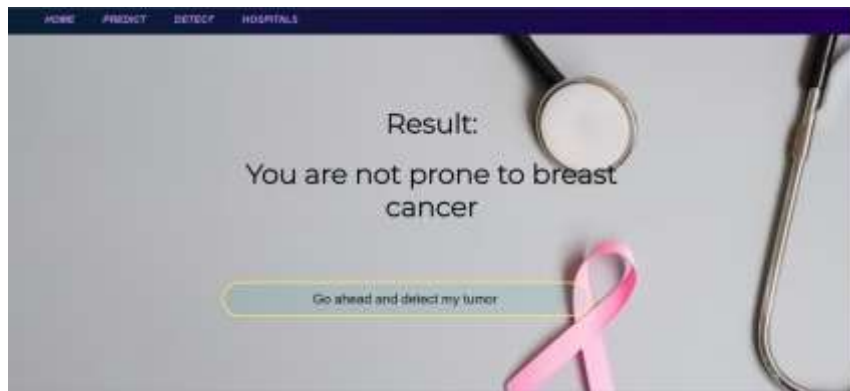 HOME PREDICT DETECT HOSPITALS
Result:
You are not prone to breast
cancer
Go ahead and detect my tumor